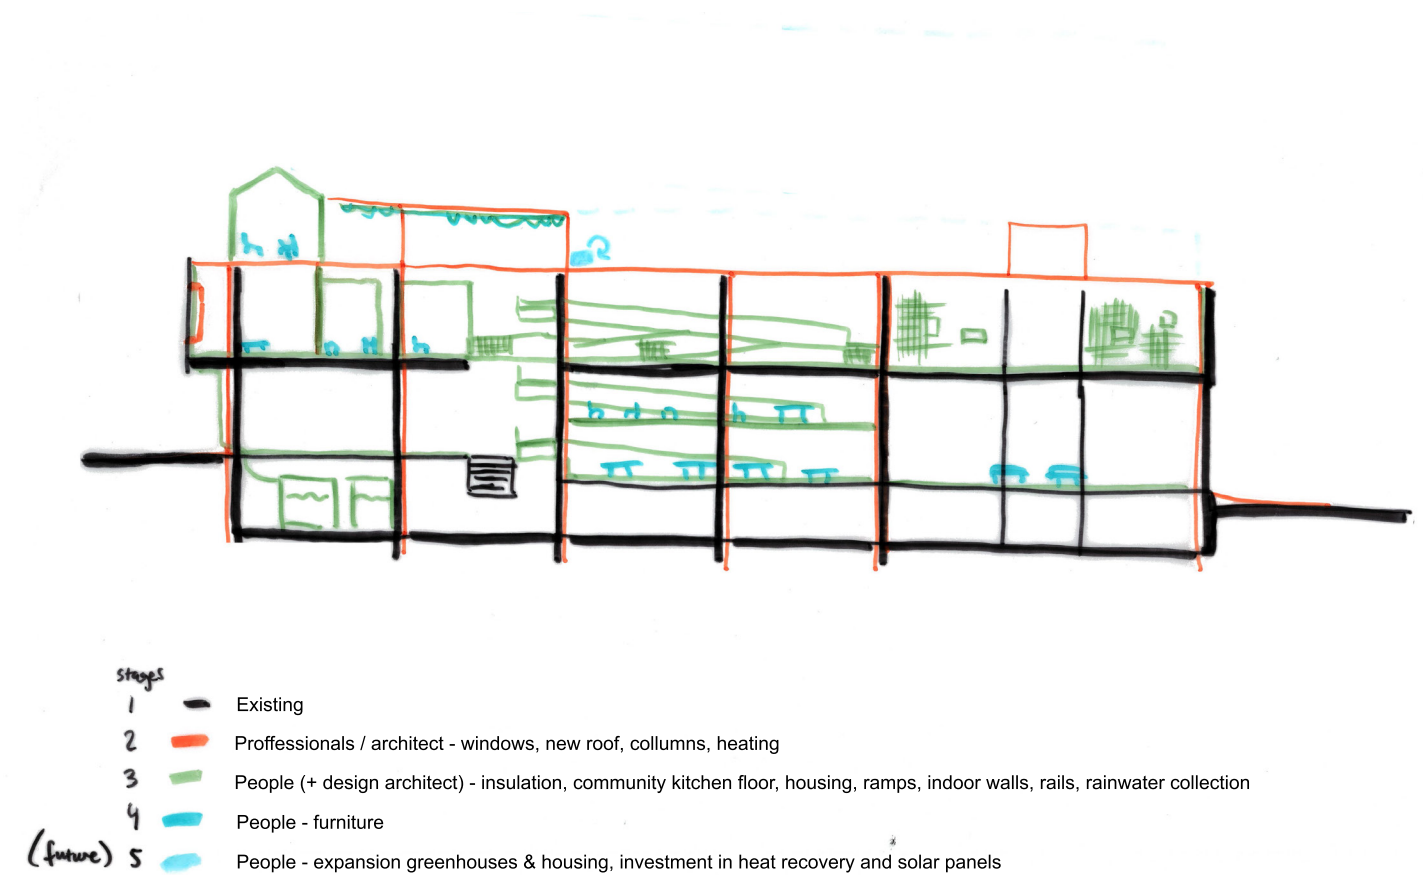 stages
1 Existing
2 Proffessionals / architect - windows, new roof, collumns, heating
3 People (+ design architect) - insulation, community kitchen floor, housing, ramps, indoor walls, rails, rainwater collection
4 People - furniture
(future) 5 People - expansion greenhouses & housing, investment in heat recovery and solar panels